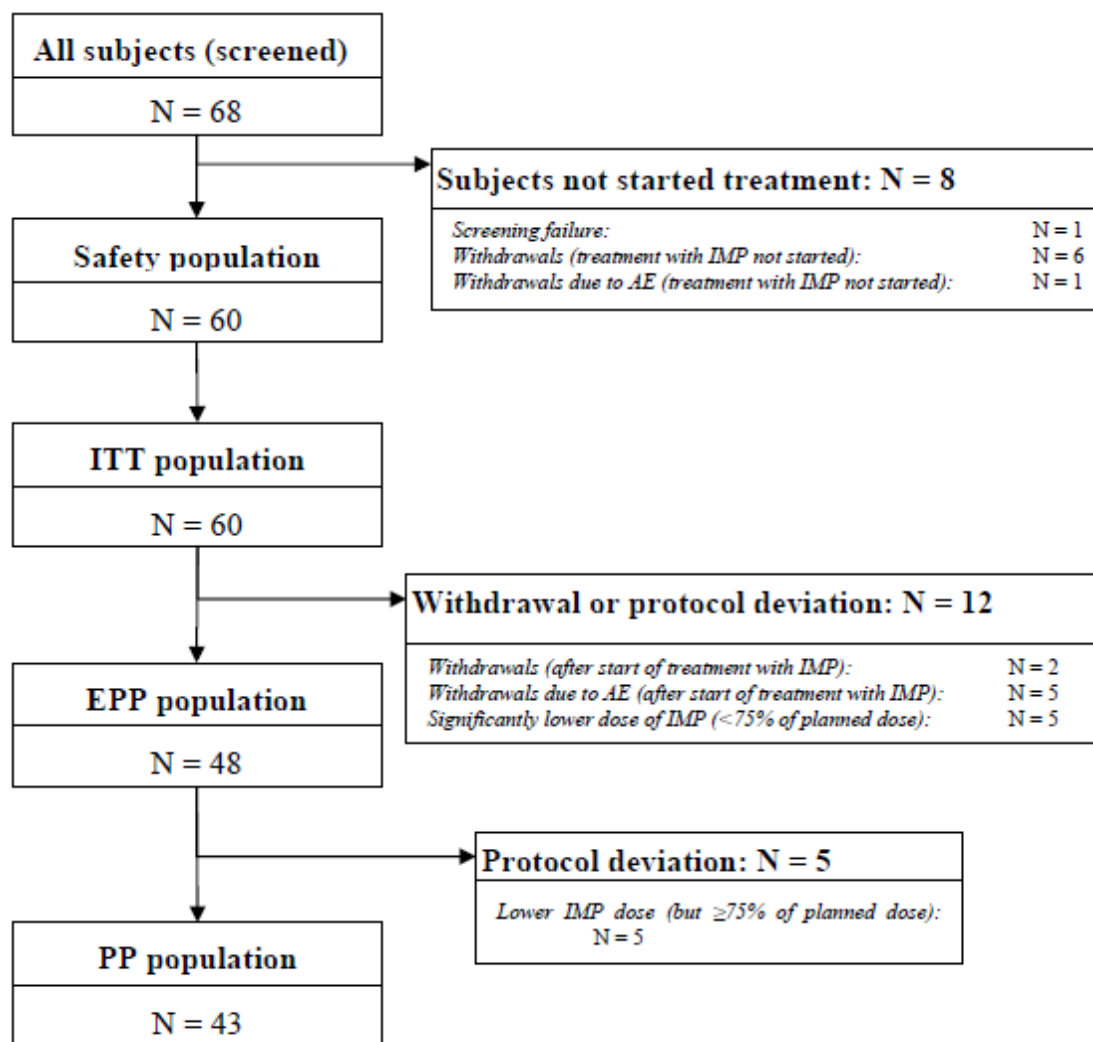 All subjects (screened)
N = 68
Subjects not started treatment: N = 8
Screening failure: N = 1
Withdrawals (treatment with IMP not started): N = 6
Withdrawals due to AE (treatment with IMP not started): N = 1
Safety population
N = 60
ITT population
N = 60
Withdrawal or protocol deviation: N = 12
Withdrawals (after start of treatment with IMP): N = 2
Withdrawals due to AE (after start of treatment with IMP): N = 5
Significantly lower dose of IMP (<75% of planned dose): N = 5
EPP population
N = 48
Protocol deviation: N = 5
Lower IMP dose (but ≥75% of planned dose):
N = 5
PP population
N = 43